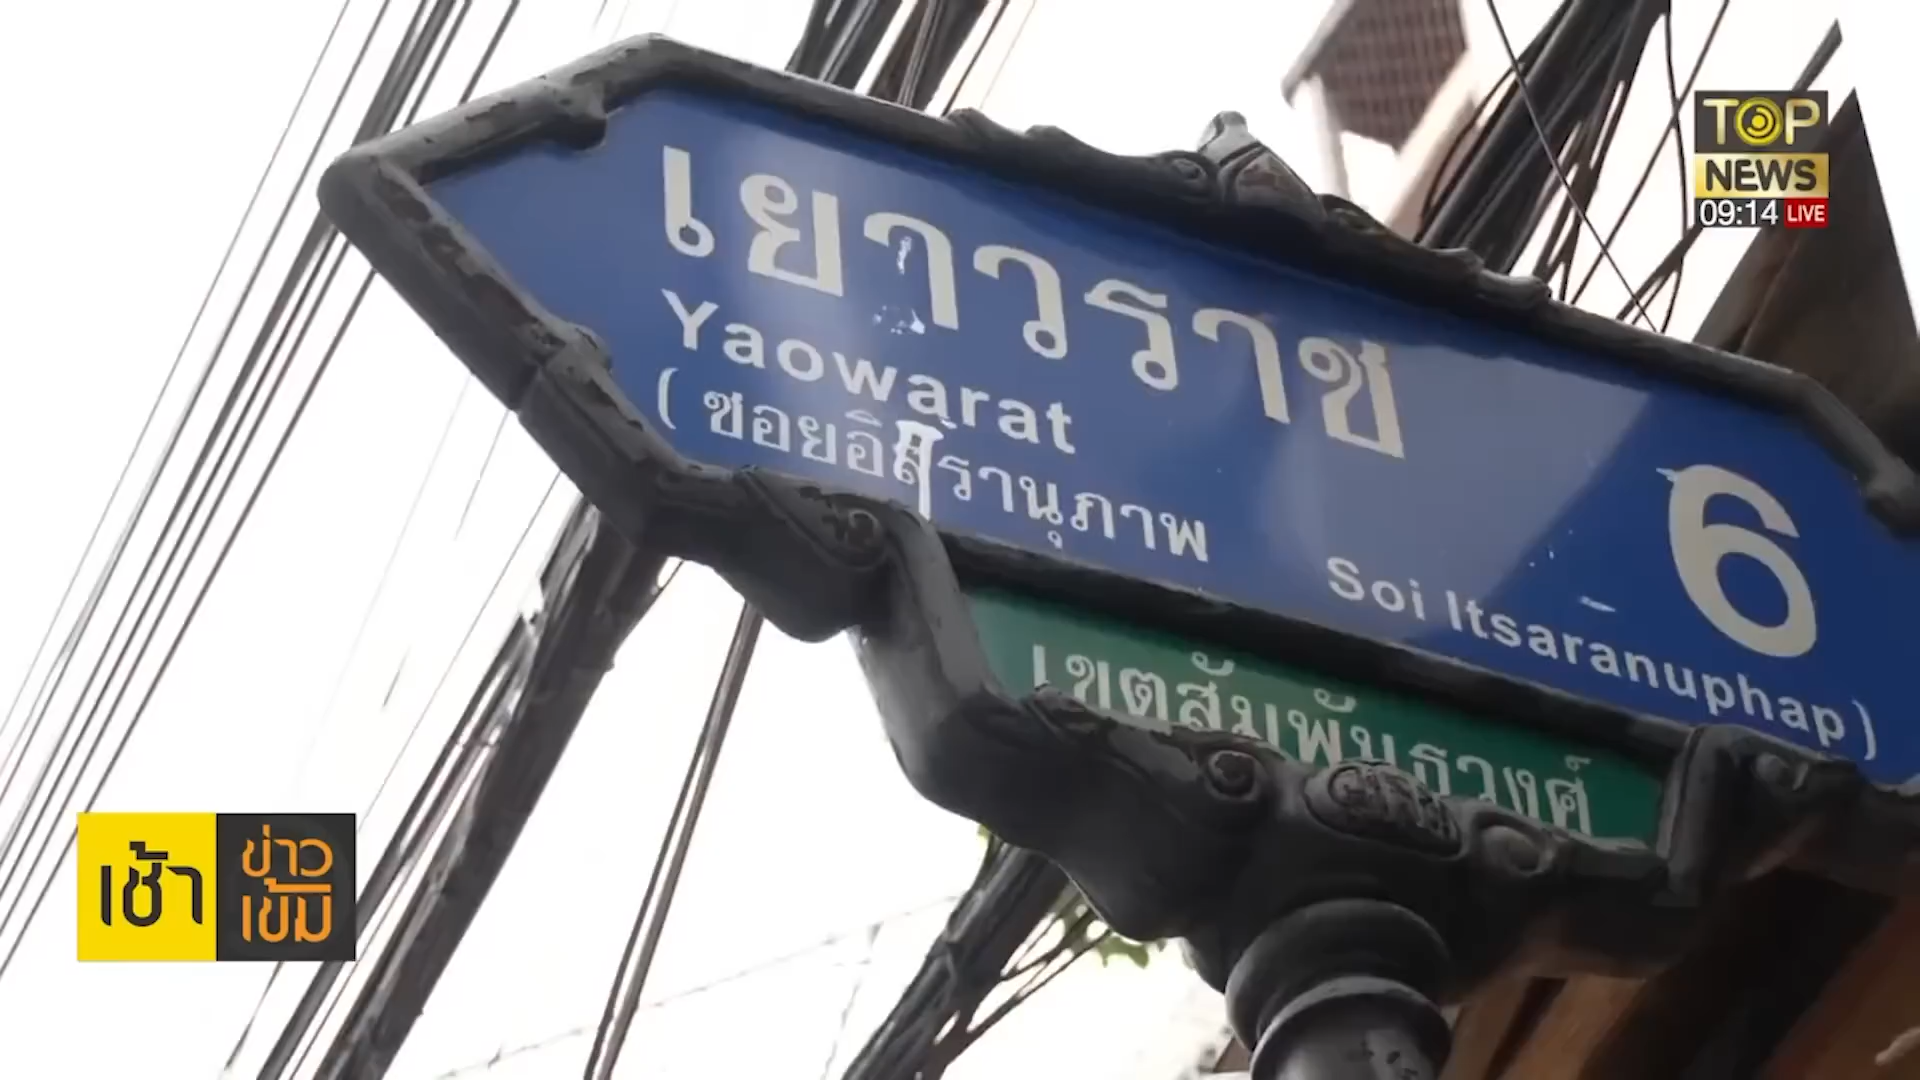 TOP
NEWS
09:14 LIVE
เยาวราช 6
Yaowarat
( ซอยอิสรานุภาพ Soi Itsaranuphap )
เขตสัมพันธวงศ์
เช้า
ข่าว
เข้ม